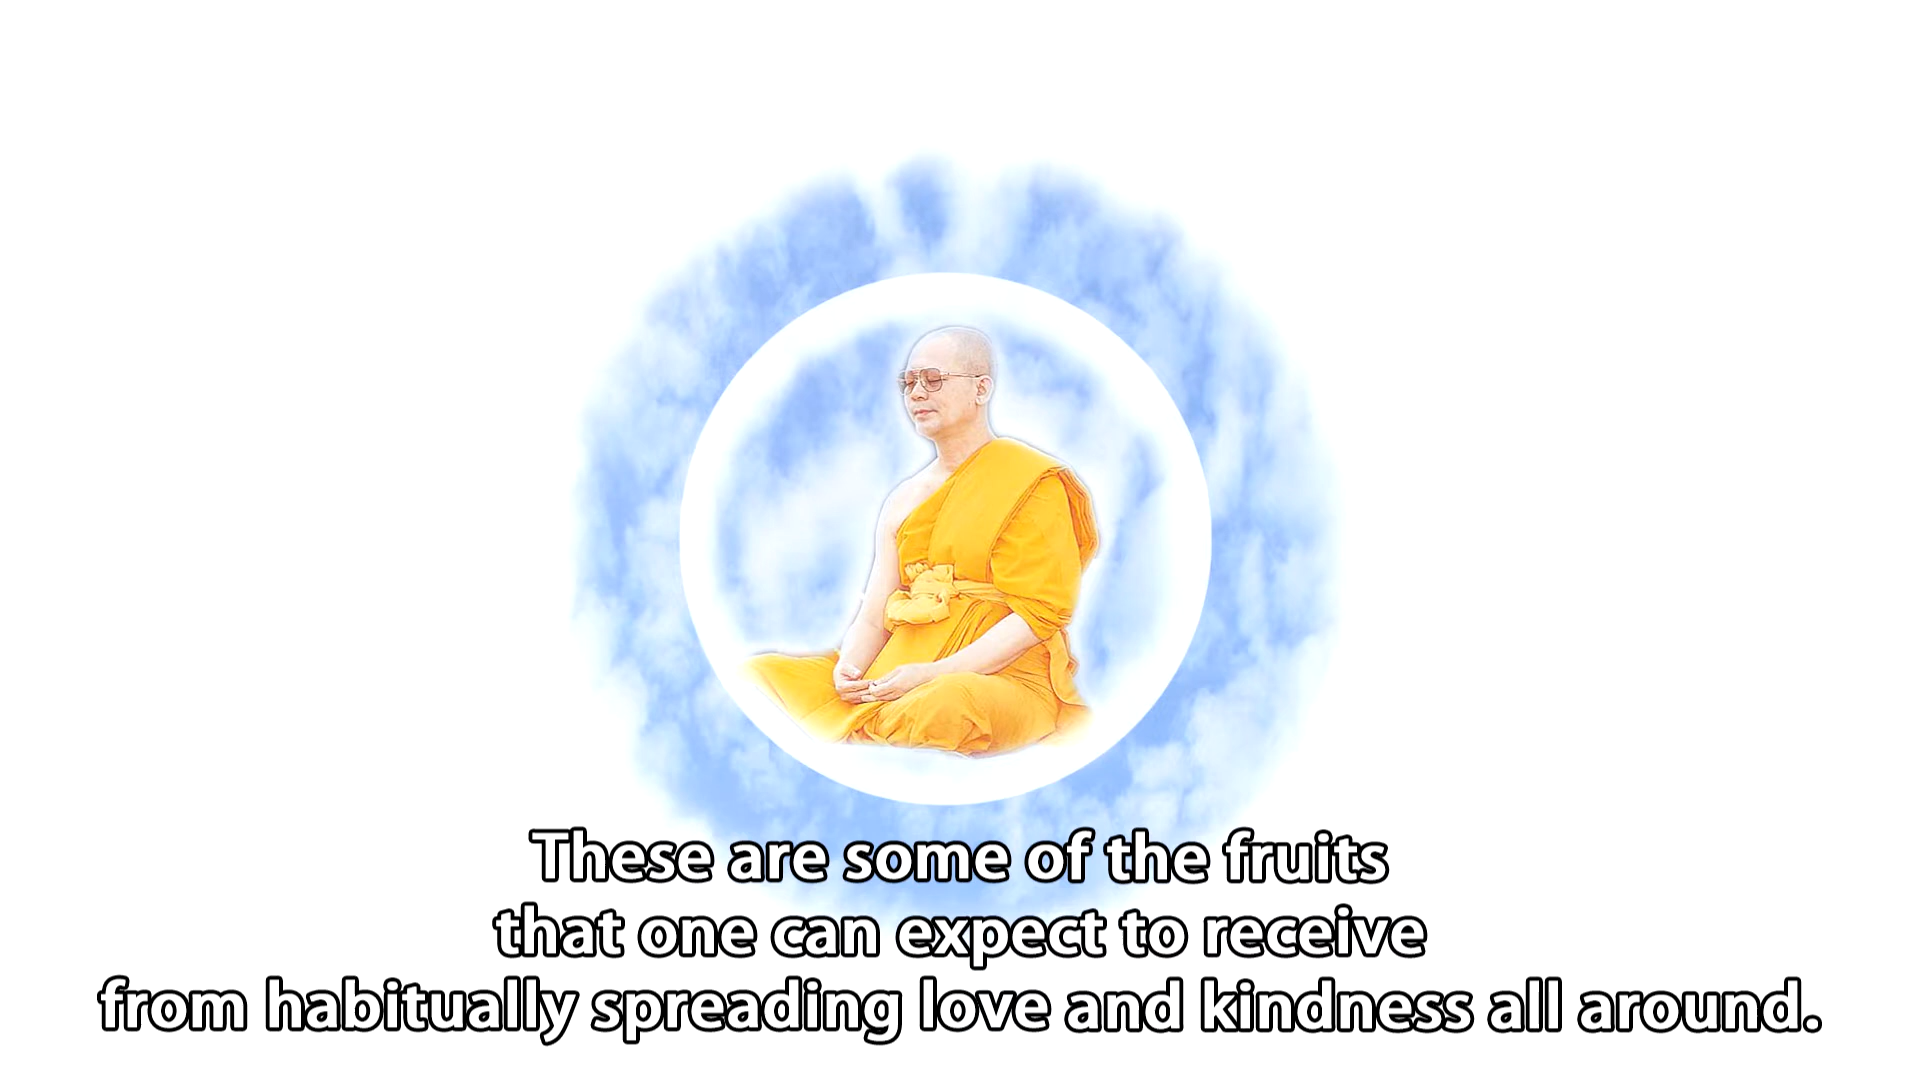 These are some of the fruits
that one can expect to receive
from habitually spreading love and kindness all around.